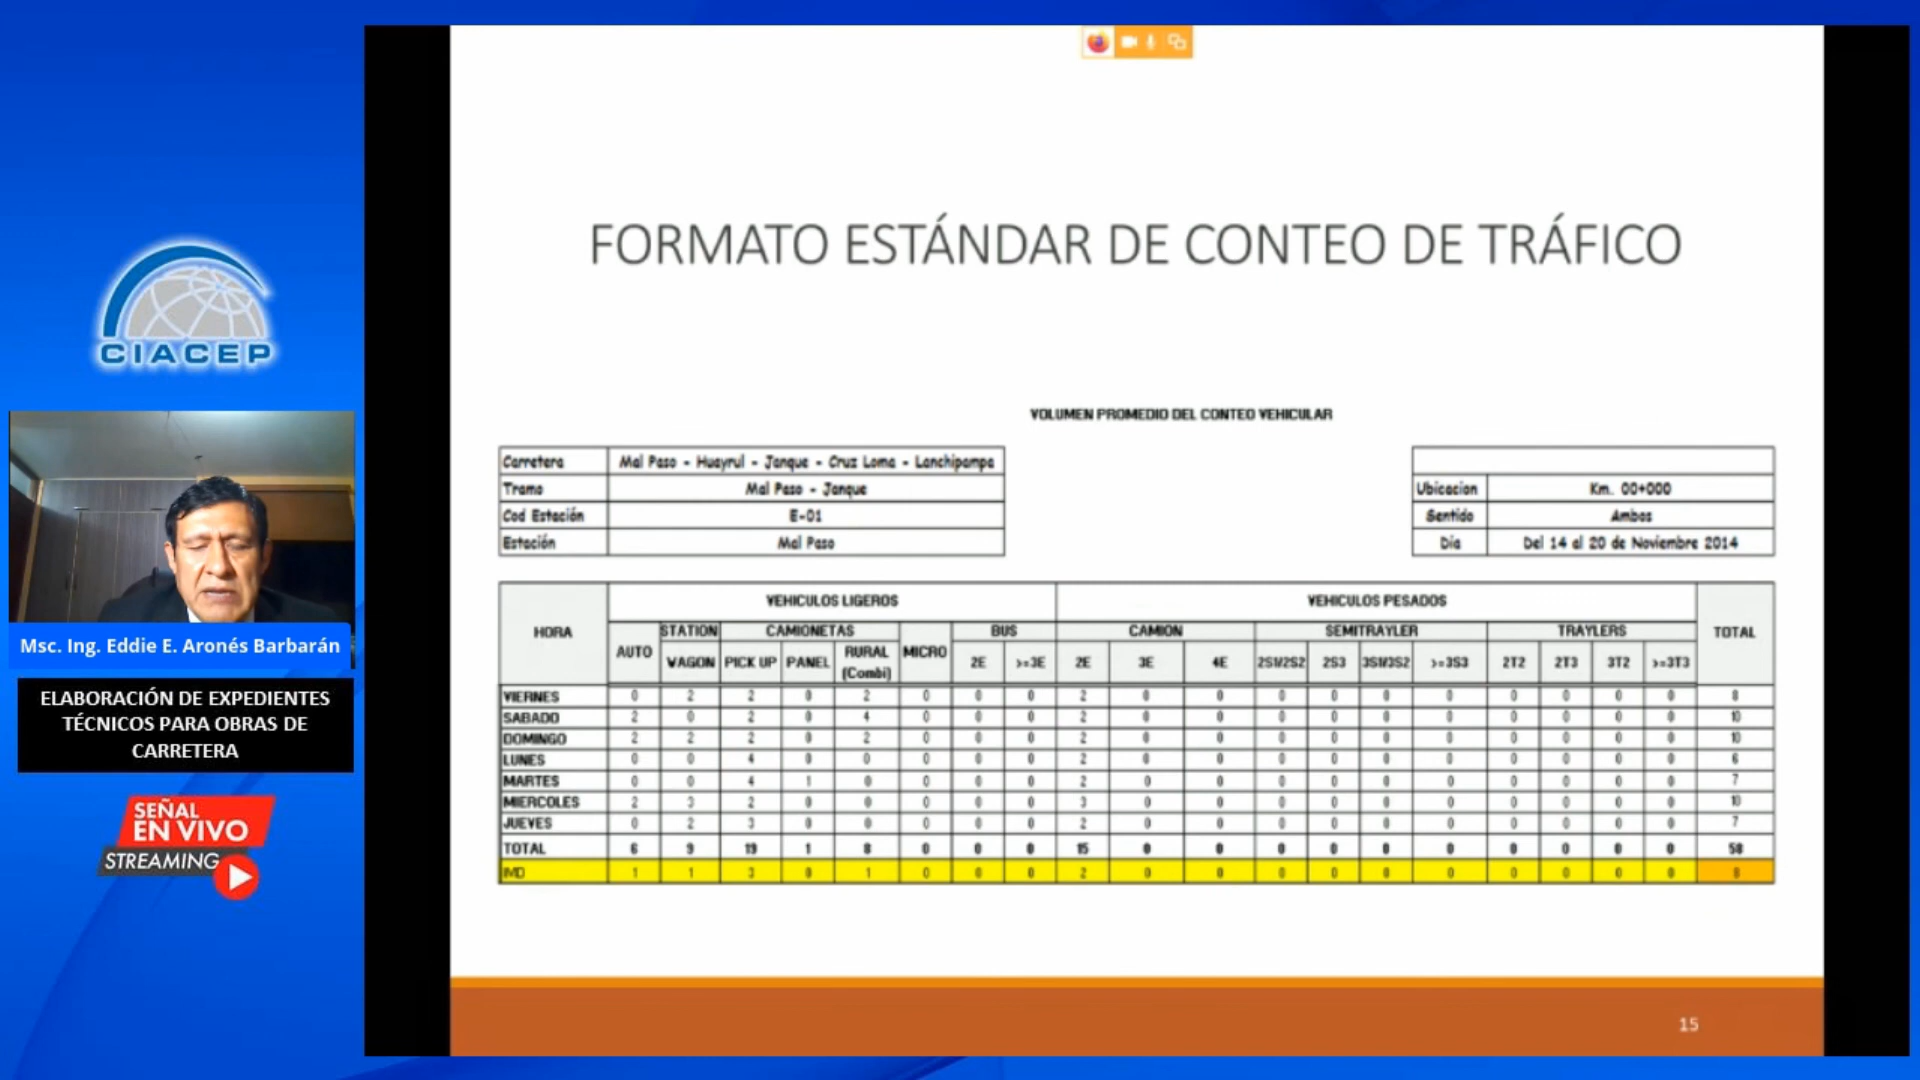 CIACEP
Msc. Ing. Eddie E. Aronés Barbarán
ELABORACIÓN DE EXPEDIENTES
TÉCNICOS PARA OBRAS DE
CARRETERA
SEÑAL
EN VIVO
STREAMING
FORMATO ESTÁNDAR DE CONTEO DE TRÁFICO
VOLUMEN PROMEDIO DEL CONTEO VEHICULAR
Carretera Mal Paso - Huayrul - Janque - Cruz Loma - Lanchipampa
Tramo Mal Paso - Janque Ubicacion Km. 00+000
Cod Estación E-01 Sentido Ambos
Estación Mal Paso Dia Del 14 al 20 de Noviembre 2014
HORA VEHICULOS LIGEROS VEHICULOS PESADOS TOTAL
AUTO STATION WAGON CAMIONETAS MICRO BUS CAMION SEMITRAYLER TRAYLERS
PICK UP PANEL RURAL (Combi) 2E >=3E 2E 3E 4E 2S1/2S2 2S3 3S1/3S2 >=3S3 2T2 2T3 3T2 >=3T3
VIERNES 0 2 2 0 2 0 0 0 2 0 0 0 0 0 0 0 0 0 0 8
SABADO 2 0 2 0 4 0 0 0 2 0 0 0 0 0 0 0 0 0 0 10
DOMINGO 2 2 2 0 2 0 0 0 2 0 0 0 0 0 0 0 0 0 0 10
LUNES 0 0 4 0 0 0 0 0 2 0 0 0 0 0 0 0 0 0 0 6
MARTES 0 0 4 1 0 0 0 0 2 0 0 0 0 0 0 0 0 0 0 7
MIERCOLES 2 3 2 0 0 0 0 0 3 0 0 0 0 0 0 0 0 0 0 10
JUEVES 0 2 3 0 0 0 0 0 2 0 0 0 0 0 0 0 0 0 0 7
TOTAL 6 9 19 1 8 0 0 0 15 0 0 0 0 0 0 0 0 0 0 58
IMD 1 1 3 0 1 0 0 0 2 0 0 0 0 0 0 0 0 0 0 8
15